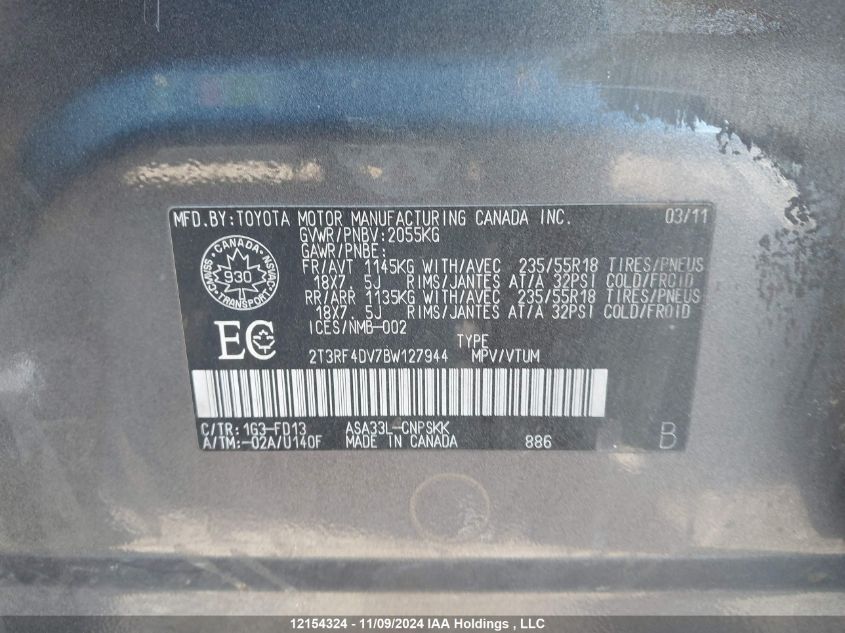 MFD.BY:TOYOTA MOTOR MANUFACTURING CANADA INC. 03/11
GVWR/PNBV:2055KG
GAWR/PNBE:
FR/AVT 1145KG WITH/AVEC 235/55R18 TIRES/PNEUS
18X7.5J RIMS/JANTES AT/A 32PSI COLD/FROID
RR/ARR 1135KG WITH/AVEC 235/55R18 TIRES/PNEUS
18X7.5J RIMS/JANTES AT/A 32PSI COLD/FROID
ICES/NMB-002
CANADA
930
TRANSPORT
NSVAC
CMVSS
EC
TYPE
2T3RF4DV7BW127944 MPV/VTUM
C/TR:1G3-FD13 ASA33L-CNPSKK
A/TM:-02A/U140F MADE IN CANADA 886 B
12154324 - 11/09/2024 IAA Holdings , LLC